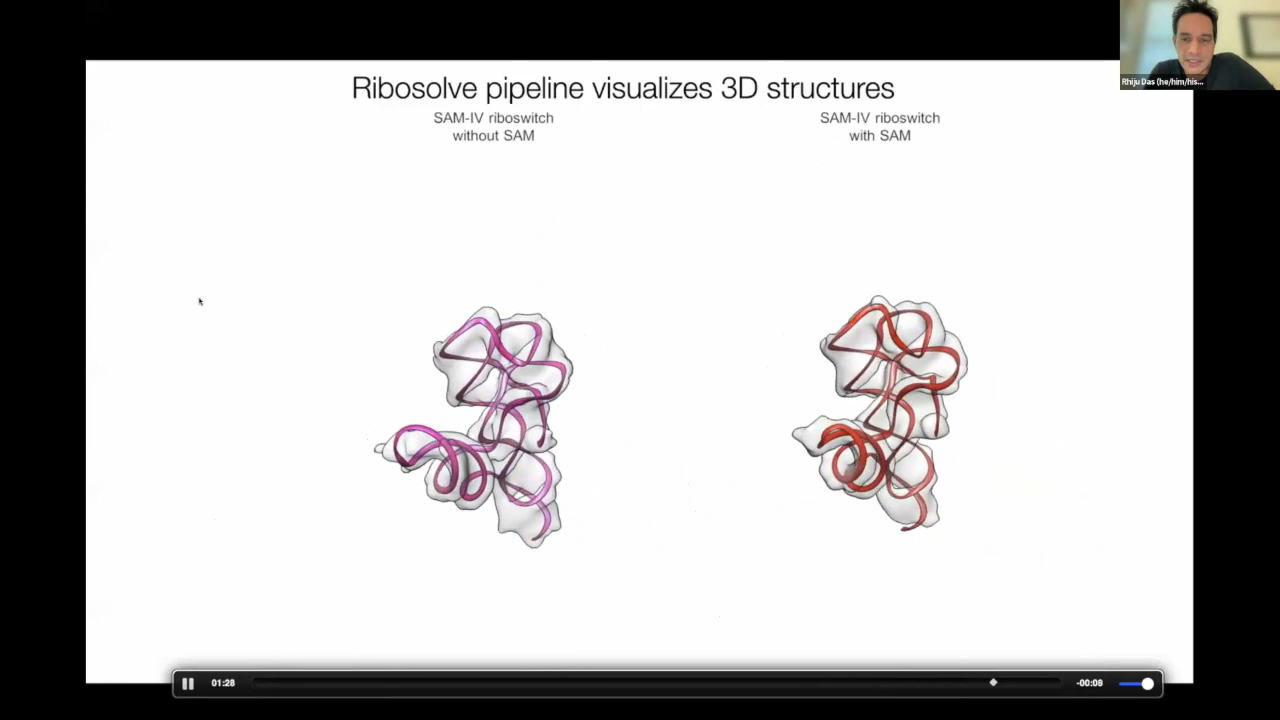 Ribosolve pipeline visualizes 3D structures
SAM-IV riboswitch
without SAM
SAM-IV riboswitch
with SAM
Rhiju Das (he/him/his...
01:28
-00:08